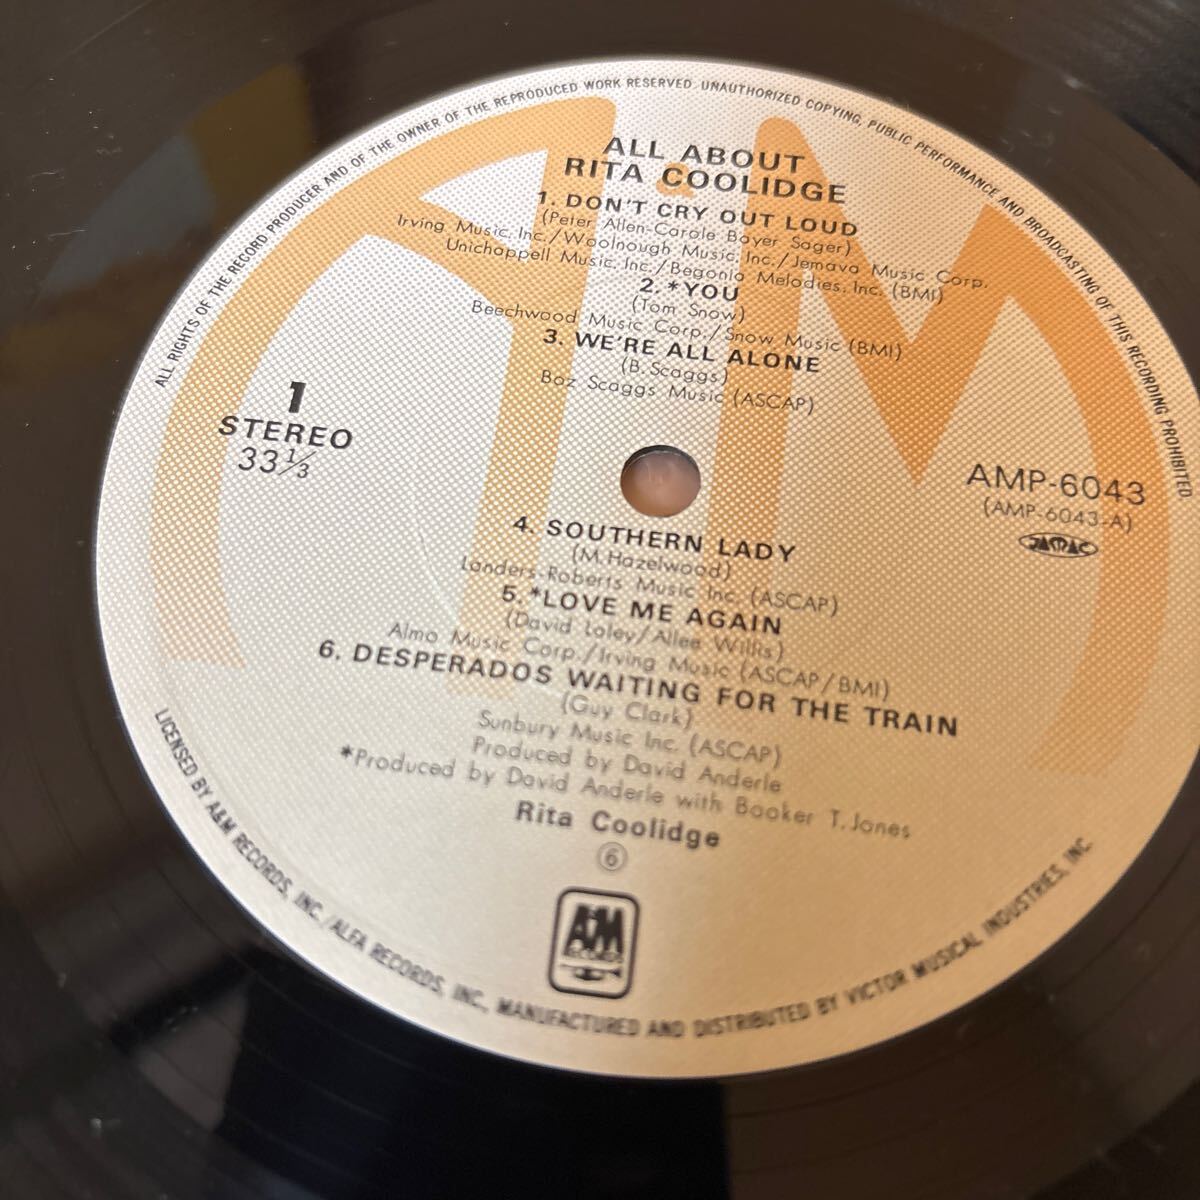 ALL RIGHTS OF THE RECORD PRODUCER AND OF THE OWNER OF THE REPRODUCED WORK RESERVED. UNAUTHORIZED COPYING, PUBLIC PERFORMANCE AND BROADCASTING OF THIS RECORDING PROHIBITED
ALL ABOUT
RITA COOLIDGE
1. DON'T CRY OUT LOUD
(Peter Allen-Carole Bayer Sager)
Irving Music, Inc./Woolnough Music, Inc./Jemava Music Corp.
Unichappell Music, Inc./Begonia Melodies, Inc. (BMI)
2. *YOU
(Tom Snow)
Beechwood Music Corp./Snow Music (BMI)
3. WE'RE ALL ALONE
(B. Scaggs)
Boz Scaggs Music (ASCAP)
1
STEREO
33 1/3
AMP-6043
(AMP-6043-A)
JASRAC
4. SOUTHERN LADY
(M. Hazelwood)
Landers-Roberts Music Inc. (ASCAP)
5. *LOVE ME AGAIN
(David Laley/Allee Willis)
Almo Music Corp./Irving Music (ASCAP/BMI)
6. DESPERADOS WAITING FOR THE TRAIN
(Guy Clark)
Sunbury Music Inc. (ASCAP)
Produced by David Anderle
*Produced by David Anderle with Booker T. Jones
Rita Coolidge
⑥
A&M
RECORDS
LICENSED BY A&M RECORDS, INC./ALFA RECORDS, INC., MANUFACTURED AND DISTRIBUTED BY VICTOR MUSICAL INDUSTRIES, INC.